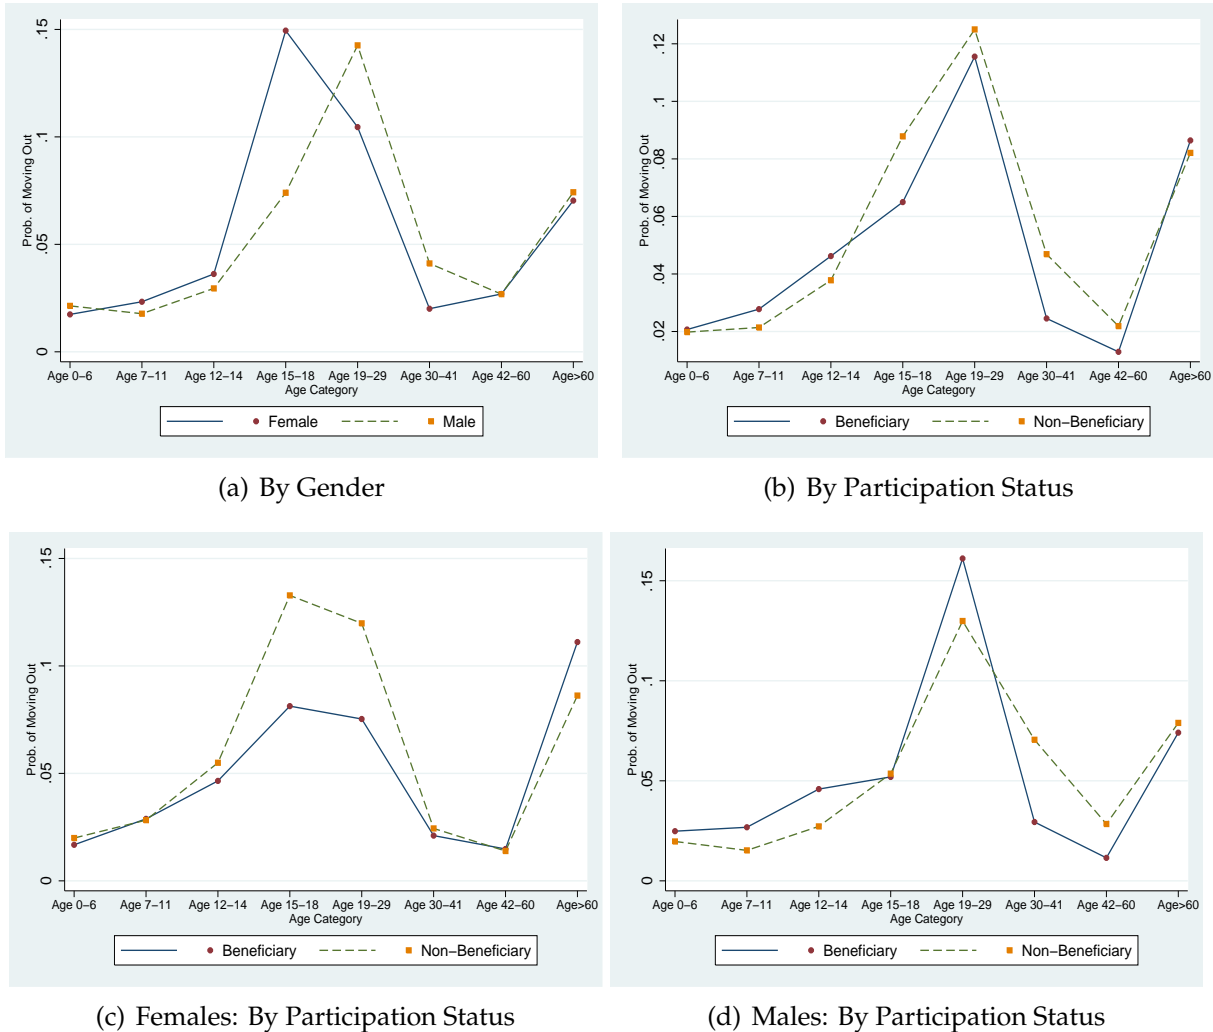 Prob. of Moving Out
0 .05 .1 .15
Age 0−6 Age 7−11 Age 12−14 Age 15−18 Age 19−29 Age 30−41 Age 42−60 Age>60
Age Category
Female Male
(a) By Gender
Prob. of Moving Out
.02 .04 .06 .08 .1 .12
Age 0−6 Age 7−11 Age 12−14 Age 15−18 Age 19−29 Age 30−41 Age 42−60 Age>60
Age Category
Beneficiary Non−Beneficiary
(b) By Participation Status
Prob. of Moving Out
0 .05 .1 .15
Age 0−6 Age 7−11 Age 12−14 Age 15−18 Age 19−29 Age 30−41 Age 42−60 Age>60
Age Category
Beneficiary Non−Beneficiary
(c) Females: By Participation Status
Prob. of Moving Out
0 .05 .1 .15
Age 0−6 Age 7−11 Age 12−14 Age 15−18 Age 19−29 Age 30−41 Age 42−60 Age>60
Age Category
Beneficiary Non−Beneficiary
(d) Males: By Participation Status